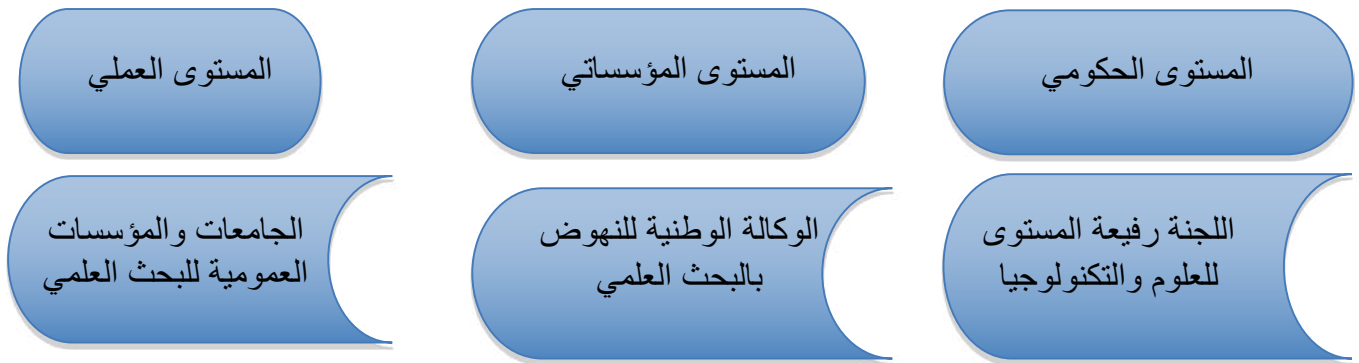 المستوى الحكومي
المستوى المؤسساتي
المستوى العملي
اللجنة رفيعة المستوى
للعلوم والتكنولوجيا
الوكالة الوطنية للنهوض
بالبحث العلمي
الجامعات والمؤسسات
العمومية للبحث العلمي